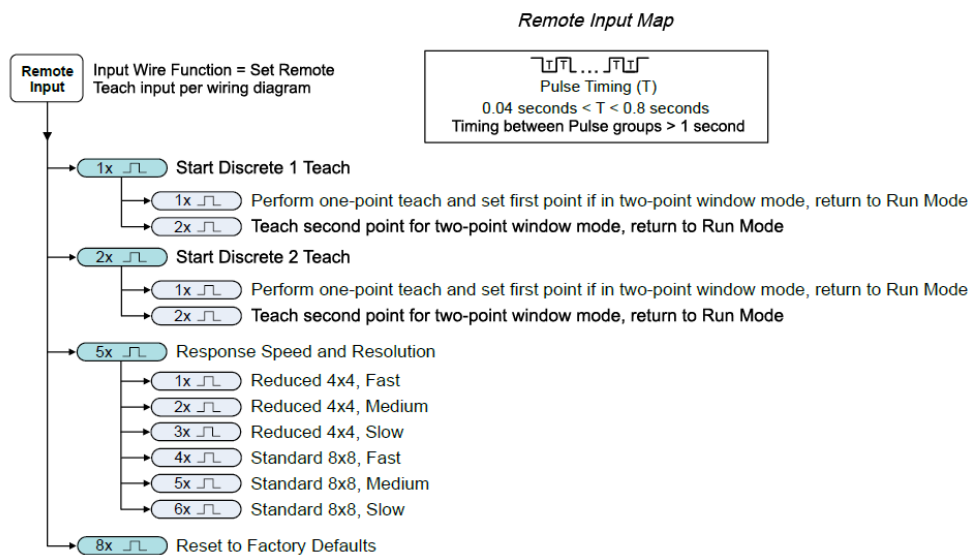 Remote Input Map
Remote
Input
Input Wire Function = Set Remote
Teach input per wiring diagram
T T ... T T
Pulse Timing (T)
0.04 seconds < T < 0.8 seconds
Timing between Pulse groups > 1 second
1x Start Discrete 1 Teach
1x Perform one-point teach and set first point if in two-point window mode, return to Run Mode
2x Teach second point for two-point window mode, return to Run Mode
2x Start Discrete 2 Teach
1x Perform one-point teach and set first point if in two-point window mode, return to Run Mode
2x Teach second point for two-point window mode, return to Run Mode
5x Response Speed and Resolution
1x Reduced 4x4, Fast
2x Reduced 4x4, Medium
3x Reduced 4x4, Slow
4x Standard 8x8, Fast
5x Standard 8x8, Medium
6x Standard 8x8, Slow
8x Reset to Factory Defaults